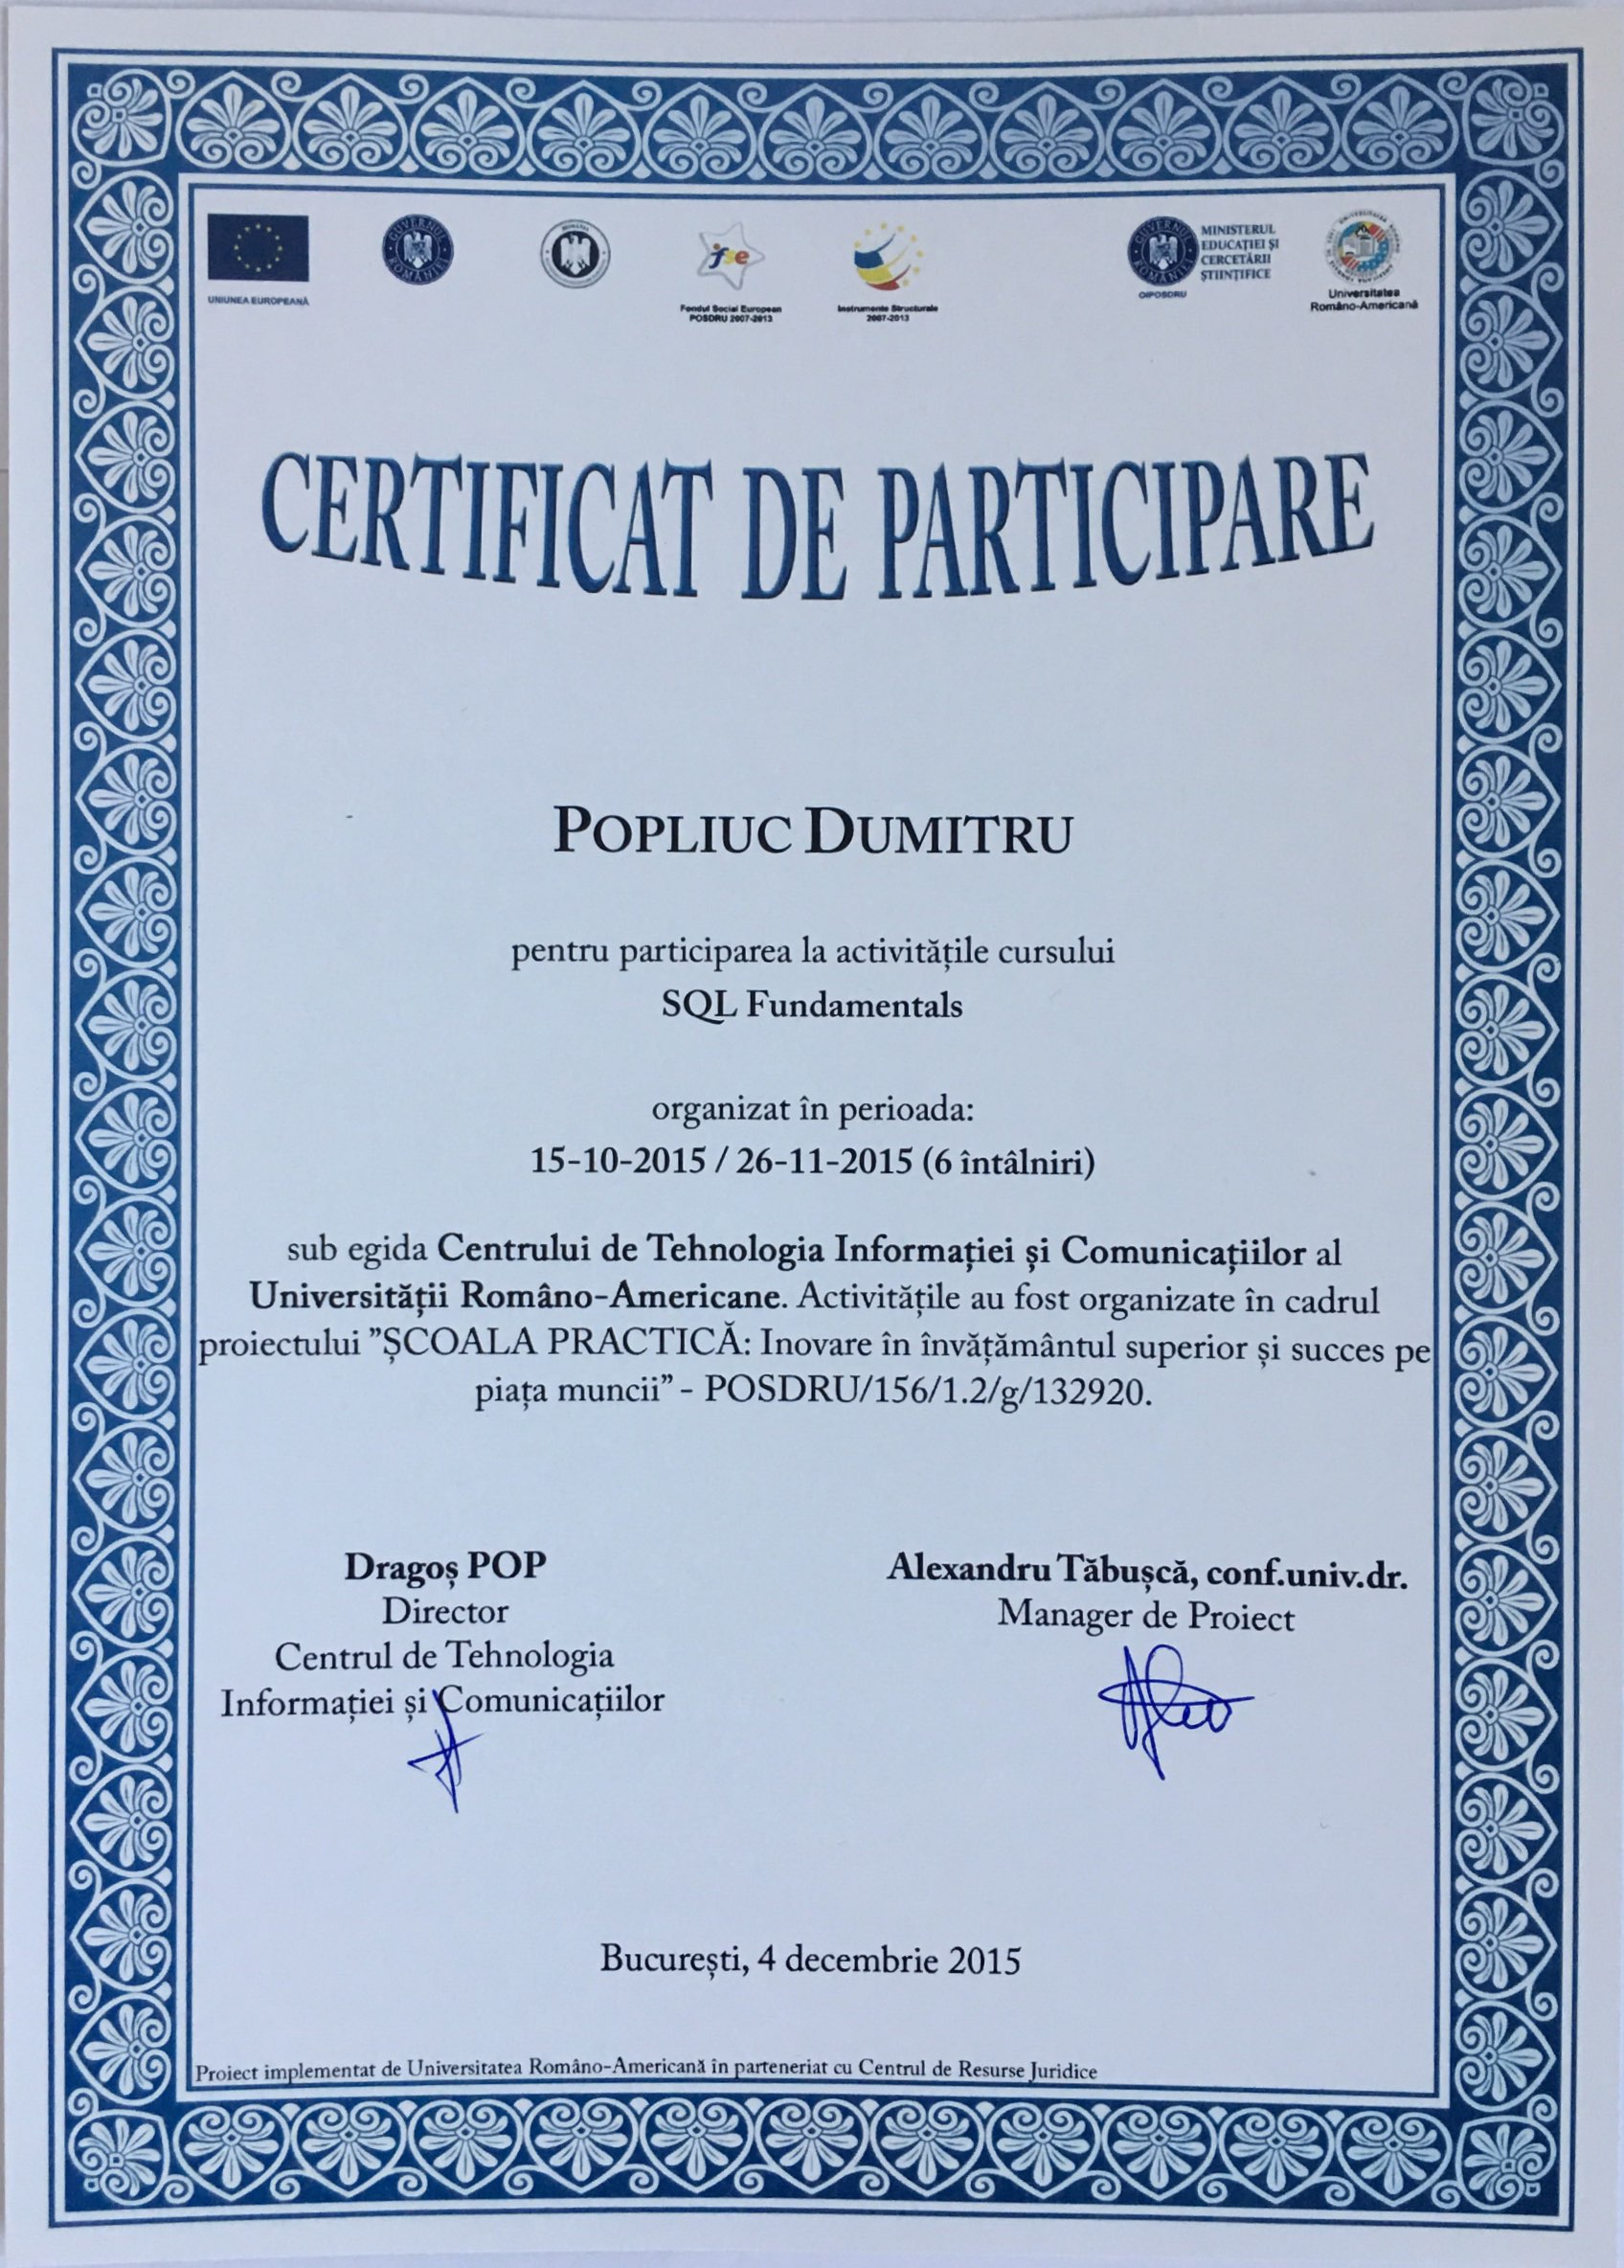 UNIUNEA EUROPEANĂ
GUVERNUL ROMÂNIEI
fse
Fondul Social European
POSDRU 2007-2013
Instrumente Structurale
2007-2013
GUVERNUL ROMÂNIEI
OIPOSDRU
MINISTERUL
EDUCAȚIEI ȘI
CERCETĂRII
ȘTIINȚIFICE
Universitatea
Româno-Americană
CERTIFICAT DE PARTICIPARE
POPLIUC DUMITRU
pentru participarea la activitățile cursului
SQL Fundamentals
organizat în perioada:
15-10-2015 / 26-11-2015 (6 întâlniri)
sub egida Centrului de Tehnologia Informației și Comunicațiilor al
Universității Româno-Americane. Activitățile au fost organizate în cadrul
proiectului ”ȘCOALA PRACTICĂ: Inovare în învățământul superior și succes pe
piața muncii” - POSDRU/156/1.2/g/132920.
Dragoș POP
Director
Centrul de Tehnologia
Informației și Comunicațiilor
Alexandru Tăbușcă, conf.univ.dr.
Manager de Proiect
București, 4 decembrie 2015
Proiect implementat de Universitatea Româno-Americană în parteneriat cu Centrul de Resurse Juridice